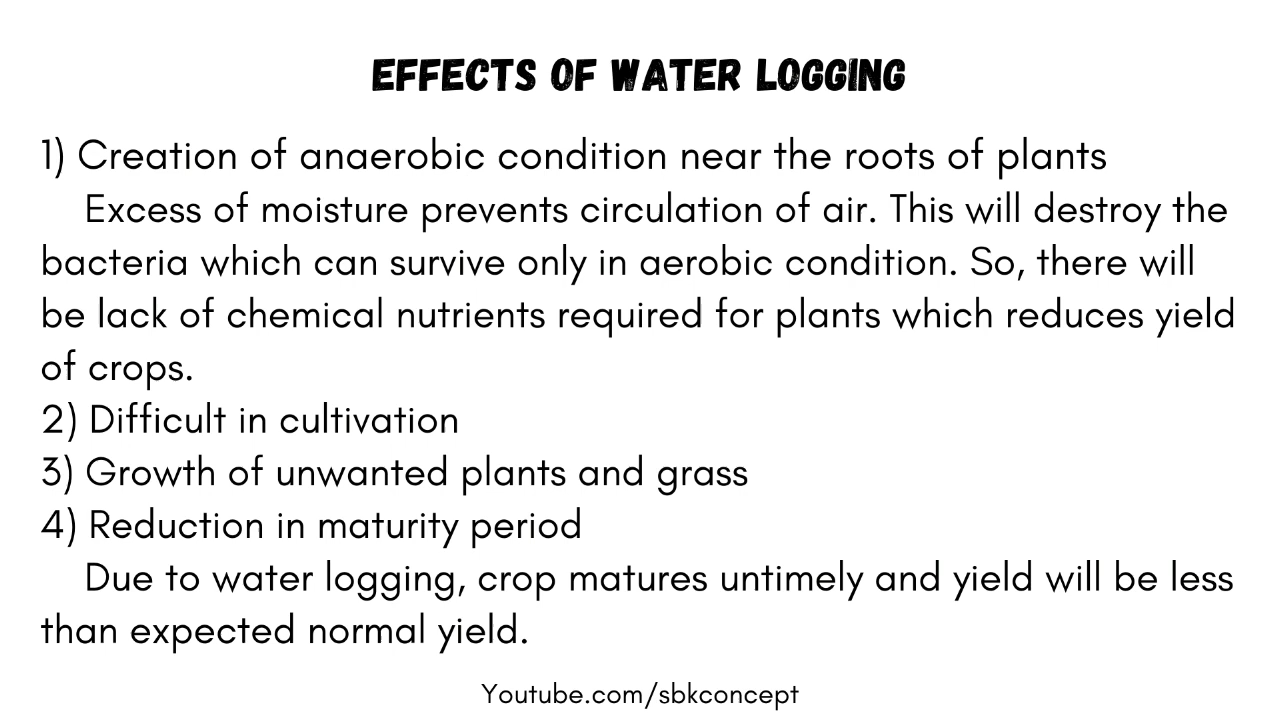 EFFECTS OF WATER LOGGING
1) Creation of anaerobic condition near the roots of plants
Excess of moisture prevents circulation of air. This will destroy the
bacteria which can survive only in aerobic condition. So, there will
be lack of chemical nutrients required for plants which reduces yield
of crops.
2) Difficult in cultivation
3) Growth of unwanted plants and grass
4) Reduction in maturity period
Due to water logging, crop matures untimely and yield will be less
than expected normal yield.
Youtube.com/sbkconcept